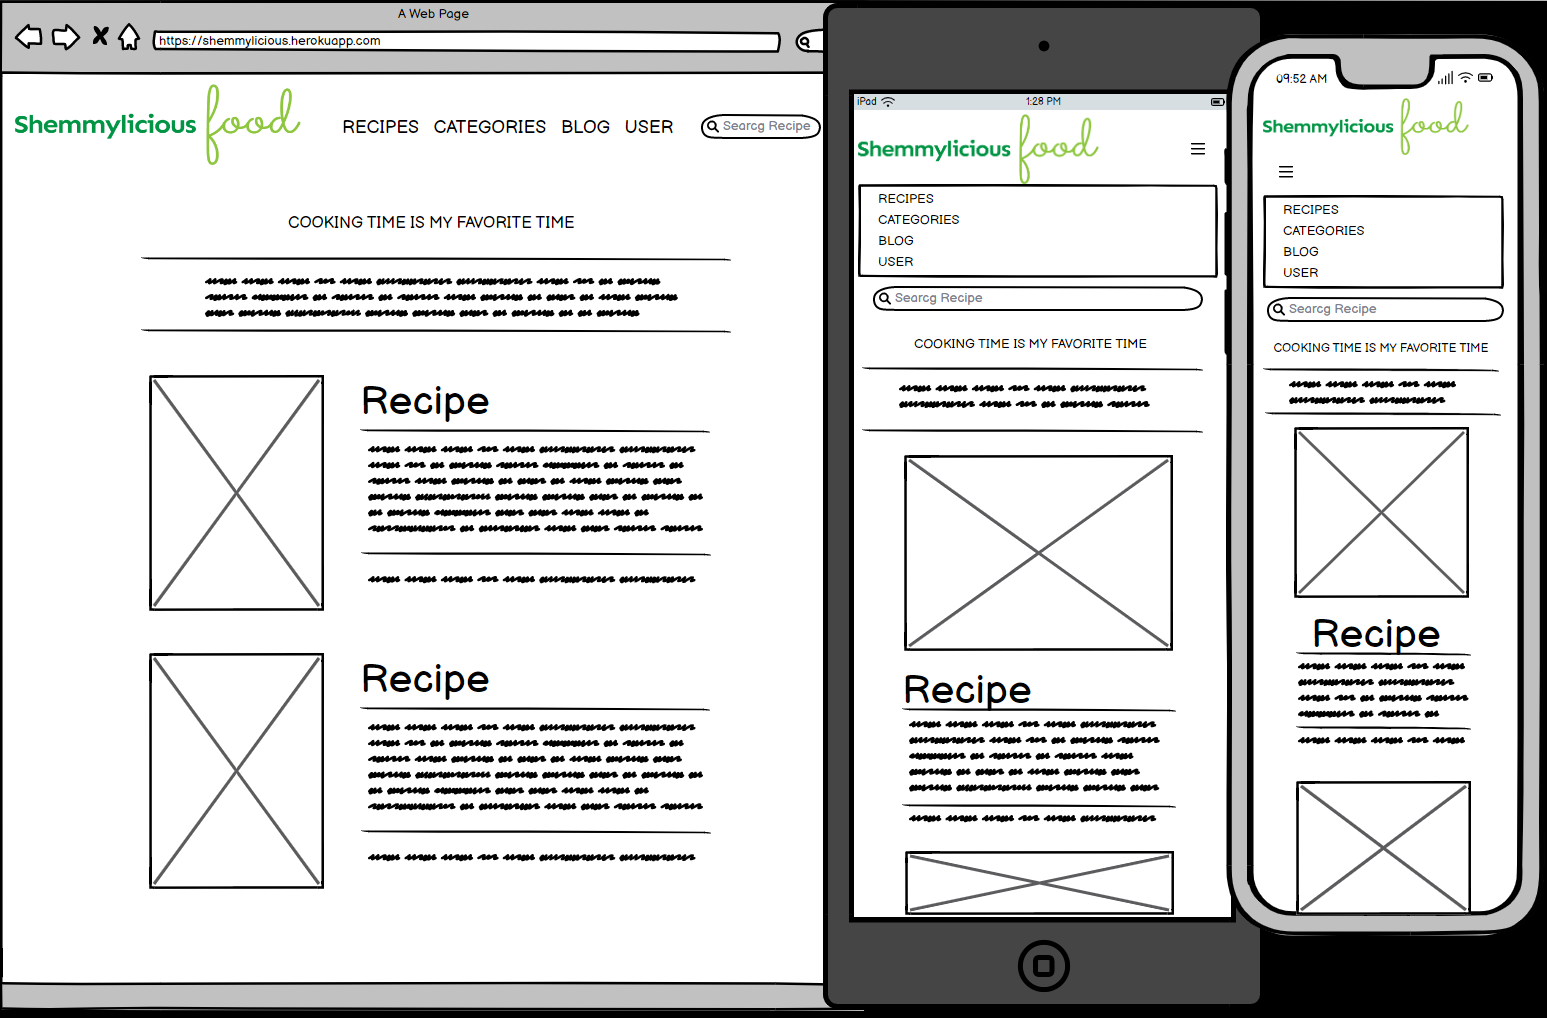 A Web Page
https://shemmylicious.herokuapp.com
Shemmylicious food
RECIPES CATEGORIES BLOG USER
Searcg Recipe
COOKING TIME IS MY FAVORITE TIME
Recipe
Recipe
iPad 1:28 PM
Shemmylicious food
RECIPES
CATEGORIES
BLOG
USER
Searcg Recipe
COOKING TIME IS MY FAVORITE TIME
Recipe
09:52 AM
Shemmylicious food
RECIPES
CATEGORIES
BLOG
USER
Searcg Recipe
COOKING TIME IS MY FAVORITE TIME
Recipe